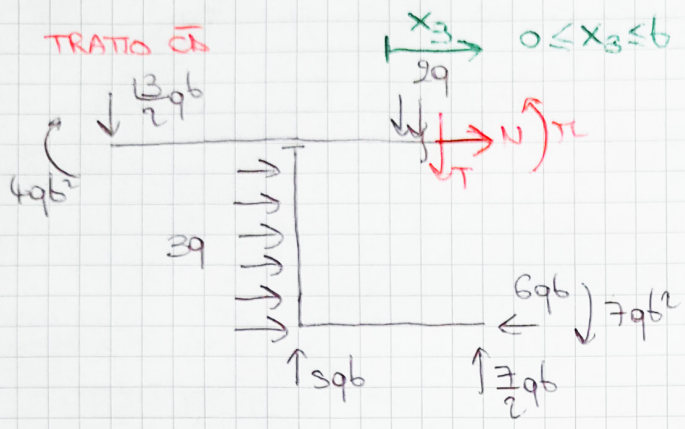 TRATTO CD
x₃
0 ≤ x₃ ≤ b
2q
13/2 qb
N
T
4qb²
3q
6qb
7qb²
5qb
7/2 qb